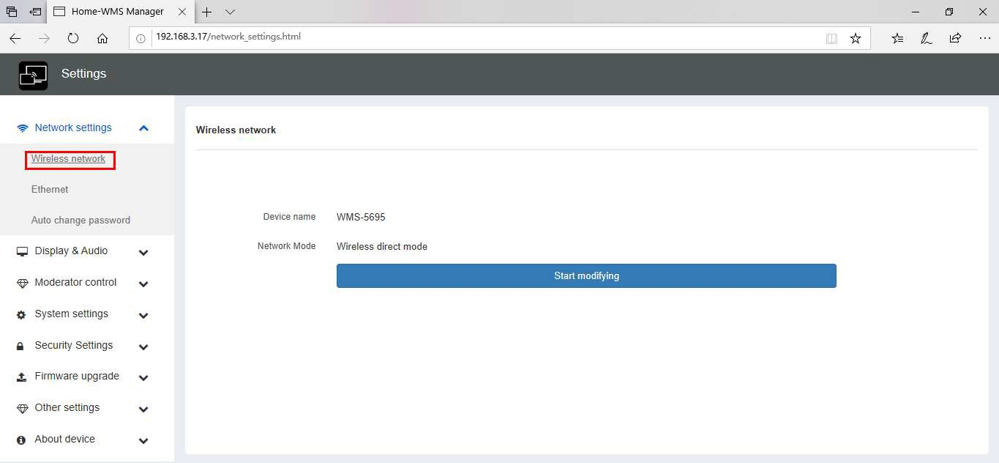 Home-WMS Manager
192.168.3.17/network_settings.html
Settings
Network settings
Wireless network
Ethernet
Auto change password
Display & Audio
Moderator control
System settings
Security Settings
Firmware upgrade
Other settings
About device
Wireless network
Device name WMS-5695
Network Mode Wireless direct mode
Start modifying